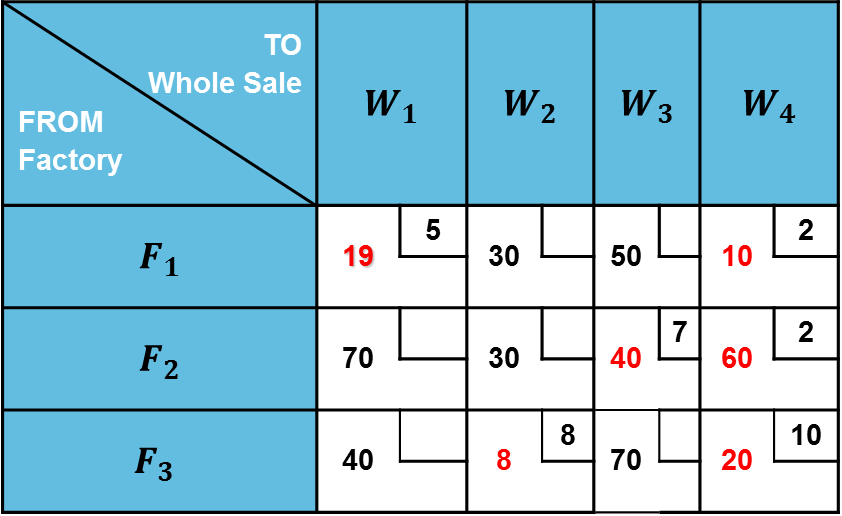 TO
Whole Sale
FROM
Factory
W₁ W₂ W₃ W₄
F₁ 19 5 30 50 10 2
F₂ 70 30 40 7 60 2
F₃ 40 8 8 70 20 10